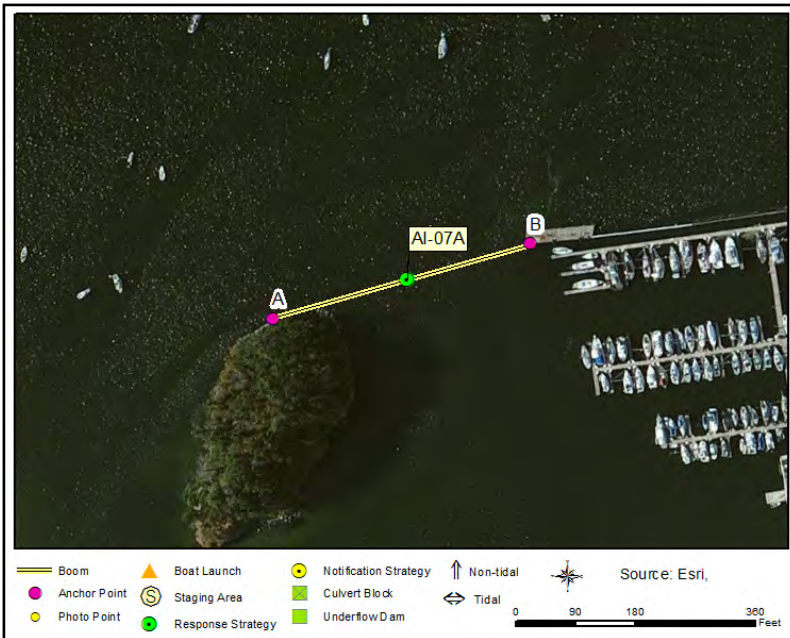 B
AI-07A
A
Boom
Boat Launch
Notification Strategy
Non-tidal
Source: Esri,
Anchor Point
S
Staging Area
Culvert Block
Tidal
Photo Point
Response Strategy
Underflow Dam
0 90 180 360
Feet